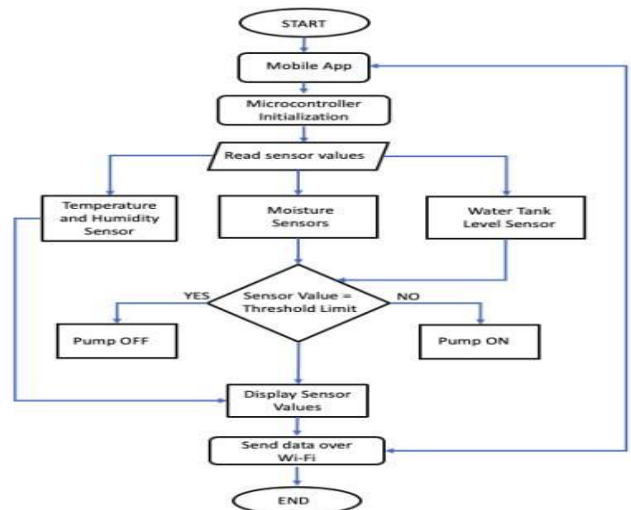 START
Mobile App
Microcontroller
Initialization
Read sensor values
Temperature
and Humidity
Sensor
Moisture
Sensors
Water Tank
Level Sensor
YES
Sensor Value =
Threshold Limit
NO
Pump OFF
Pump ON
Display Sensor
Values
Send data over
Wi-Fi
END